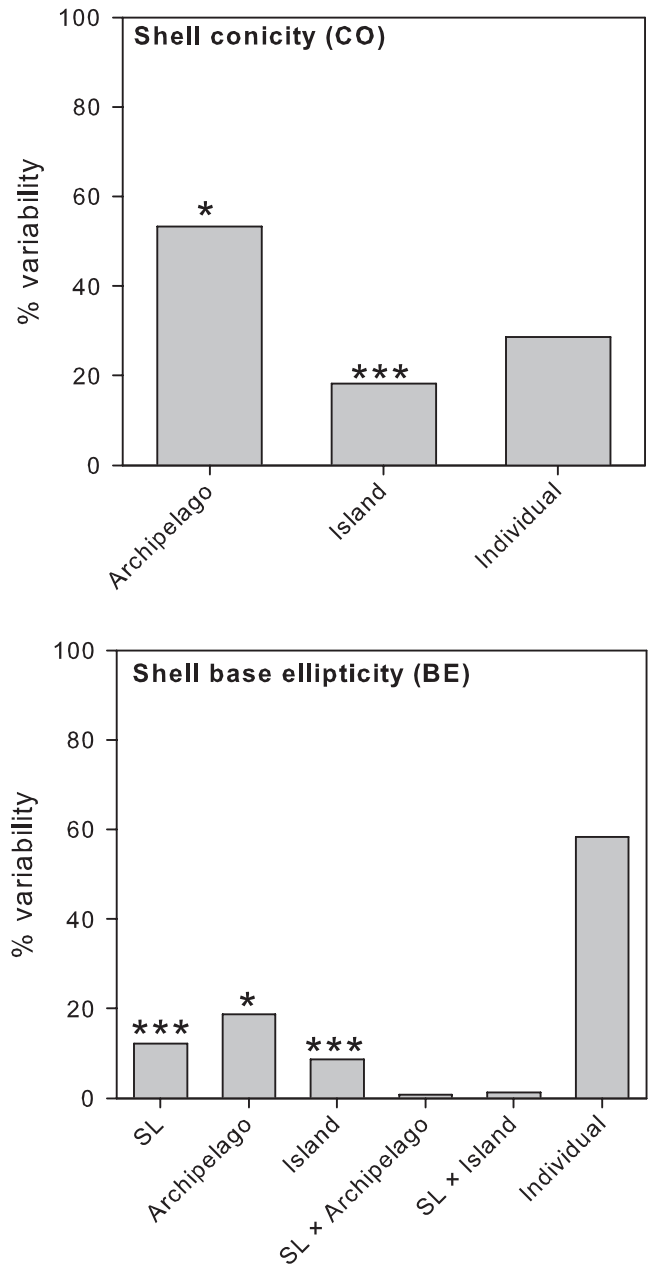 Shell conicity (CO)
% variability
100
80
60
40
20
0
*
***
Archipelago
Island
Individual
Shell base ellipticity (BE)
% variability
100
80
60
40
20
0
***
*
***
SL
Archipelago
Island
SL × Archipelago
SL × Island
Individual